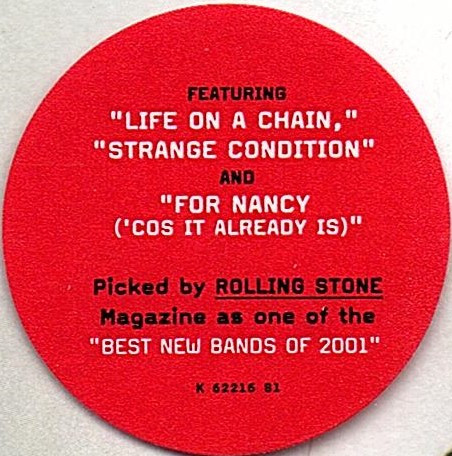 FEATURING
"LIFE ON A CHAIN,"
"STRANGE CONDITION"
AND
"FOR NANCY
('COS IT ALREADY IS)"
Picked by ROLLING STONE
Magazine as one of the
"BEST NEW BANDS OF 2001"
K 62216 S1